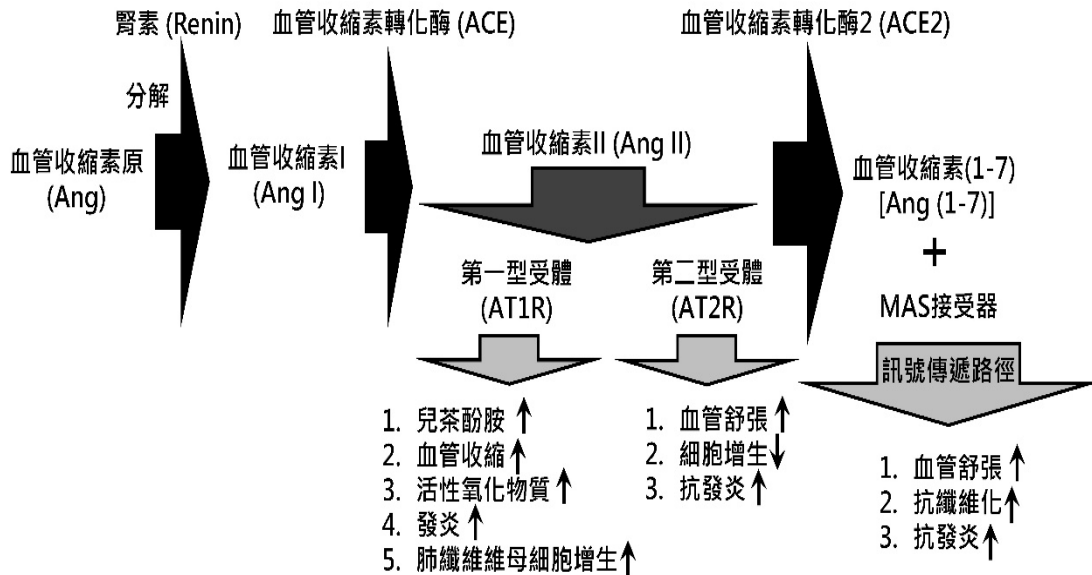 腎素 (Renin)
血管收縮素轉化酶 (ACE)
血管收縮素轉化酶2 (ACE2)
分解
血管收縮素原
(Ang)
血管收縮素I
(Ang I)
血管收縮素II (Ang II)
血管收縮素(1-7)
[Ang (1-7)]
+
MAS接受器
第一型受體
(AT1R)
第二型受體
(AT2R)
訊號傳遞路徑
1. 兒茶酚胺↑
2. 血管收縮↑
3. 活性氧化物質↑
4. 發炎↑
5. 肺纖維維母細胞增生↑
1. 血管舒張↑
2. 細胞增生↓
3. 抗發炎↑
1. 血管舒張↑
2. 抗纖維化↑
3. 抗發炎↑